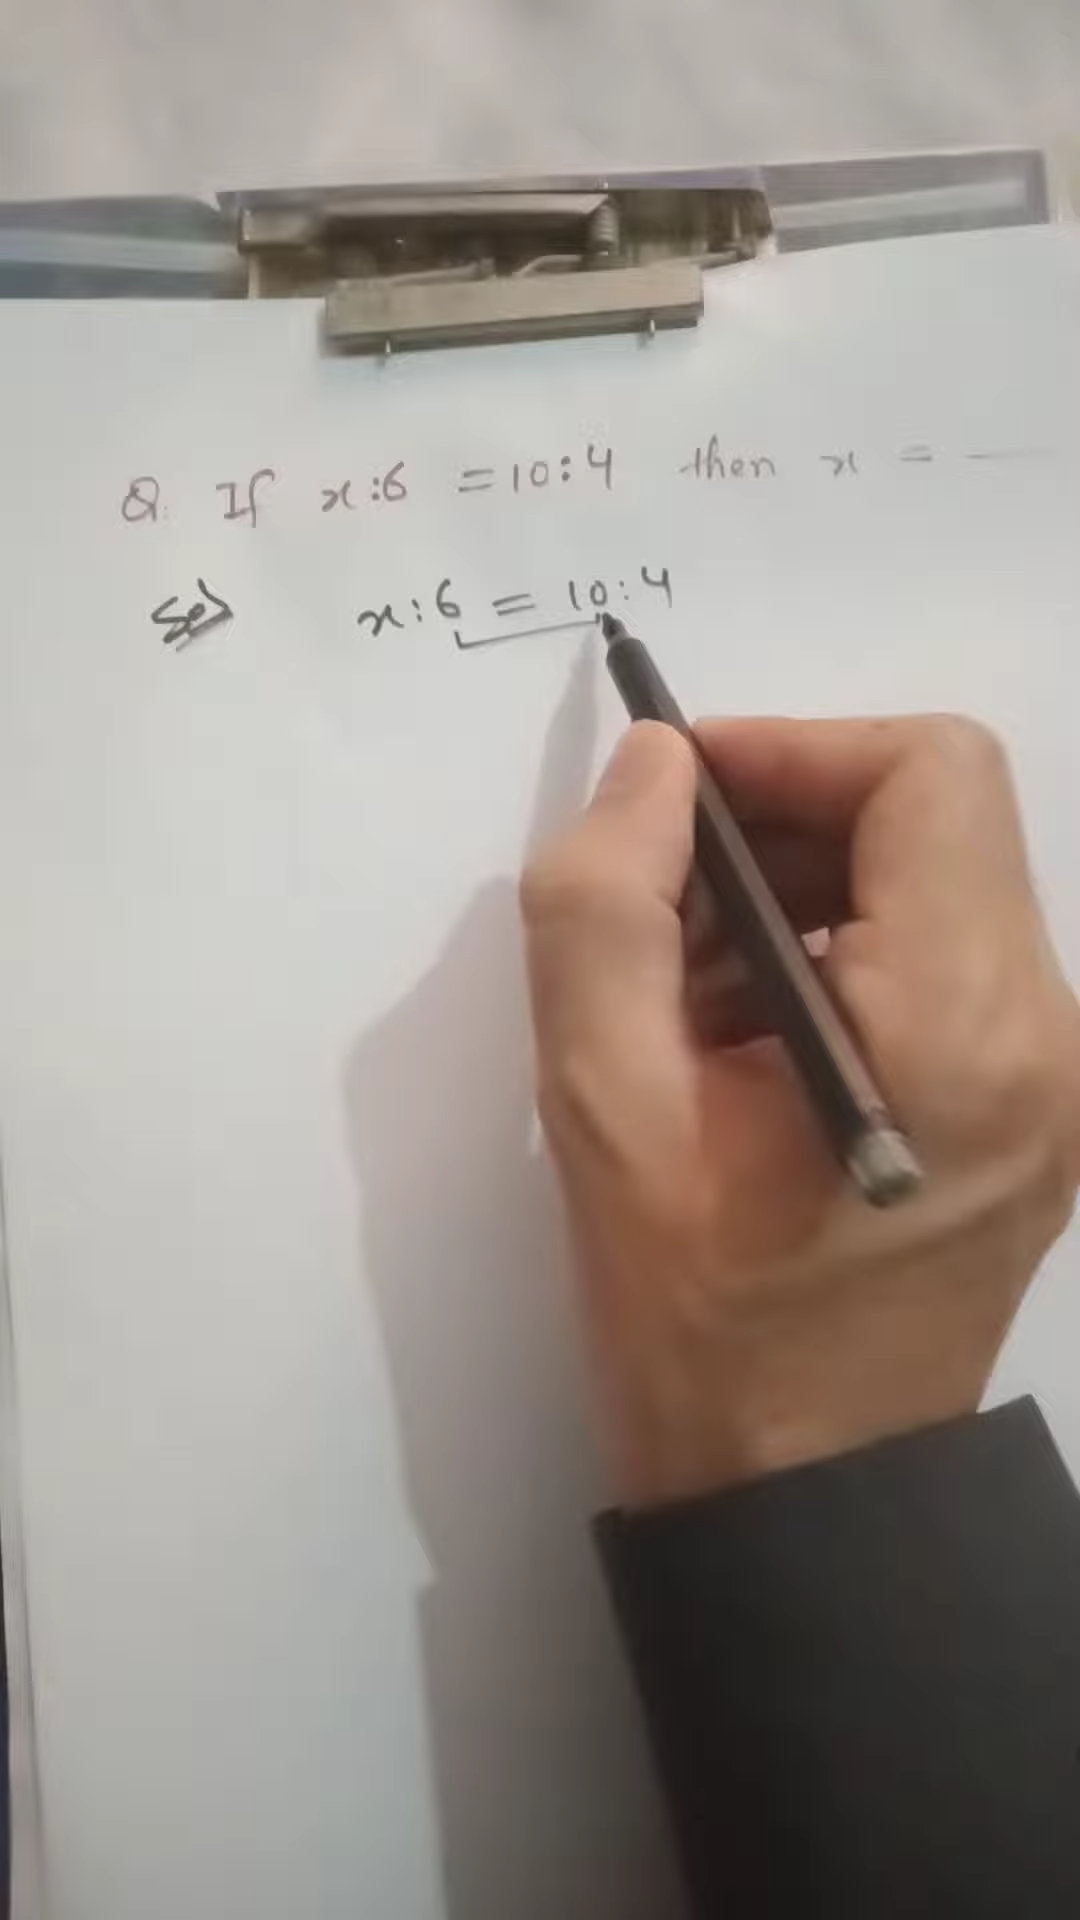 Q. If x:6 = 10:4 then x = —
Sol x:6 = 10:4